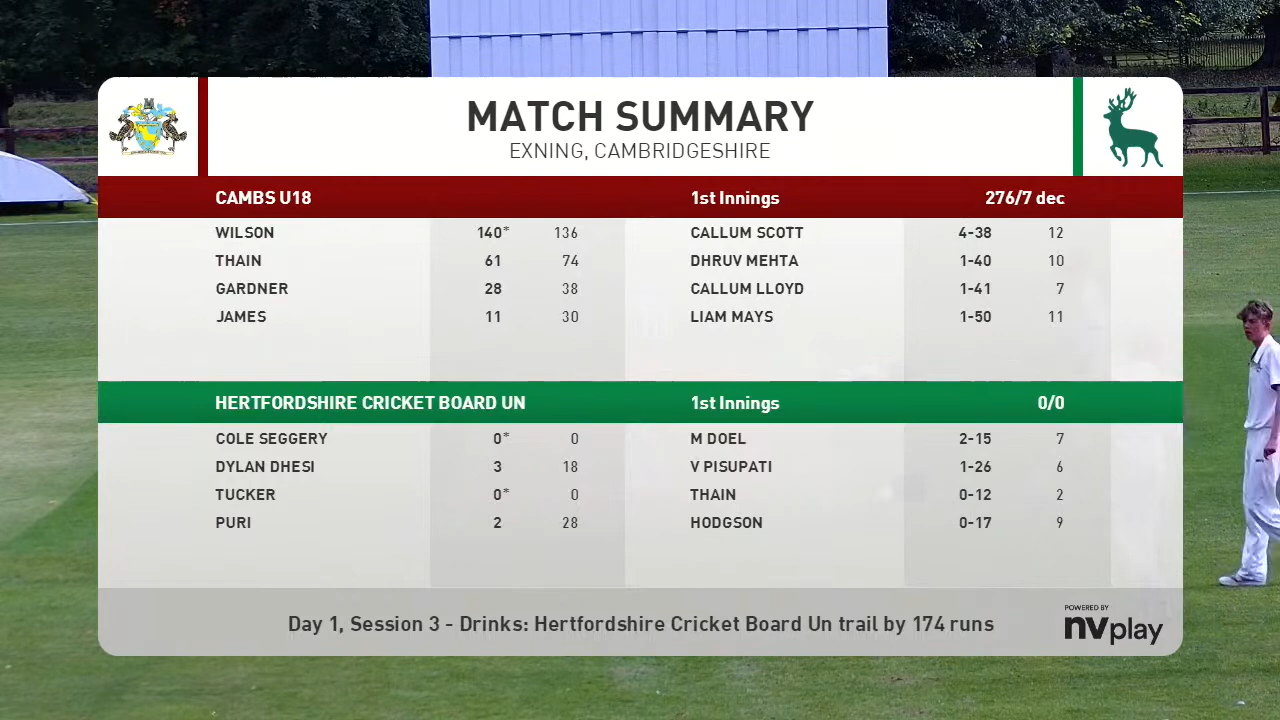 MATCH SUMMARY
EXNING, CAMBRIDGESHIRE
CAMBS U18 1st Innings 276/7 dec
WILSON 140* 136 CALLUM SCOTT 4-38 12
THAIN 61 74 DHRUV MEHTA 1-40 10
GARDNER 28 38 CALLUM LLOYD 1-41 7
JAMES 11 30 LIAM MAYS 1-50 11
HERTFORDSHIRE CRICKET BOARD UN 1st Innings 0/0
COLE SEGGERY 0* 0 M DOEL 2-15 7
DYLAN DHESI 3 18 V PISUPATI 1-26 6
TUCKER 0* 0 THAIN 0-12 2
PURI 2 28 HODGSON 0-17 9
Day 1, Session 3 - Drinks: Hertfordshire Cricket Board Un trail by 174 runs
POWERED BY
nvplay